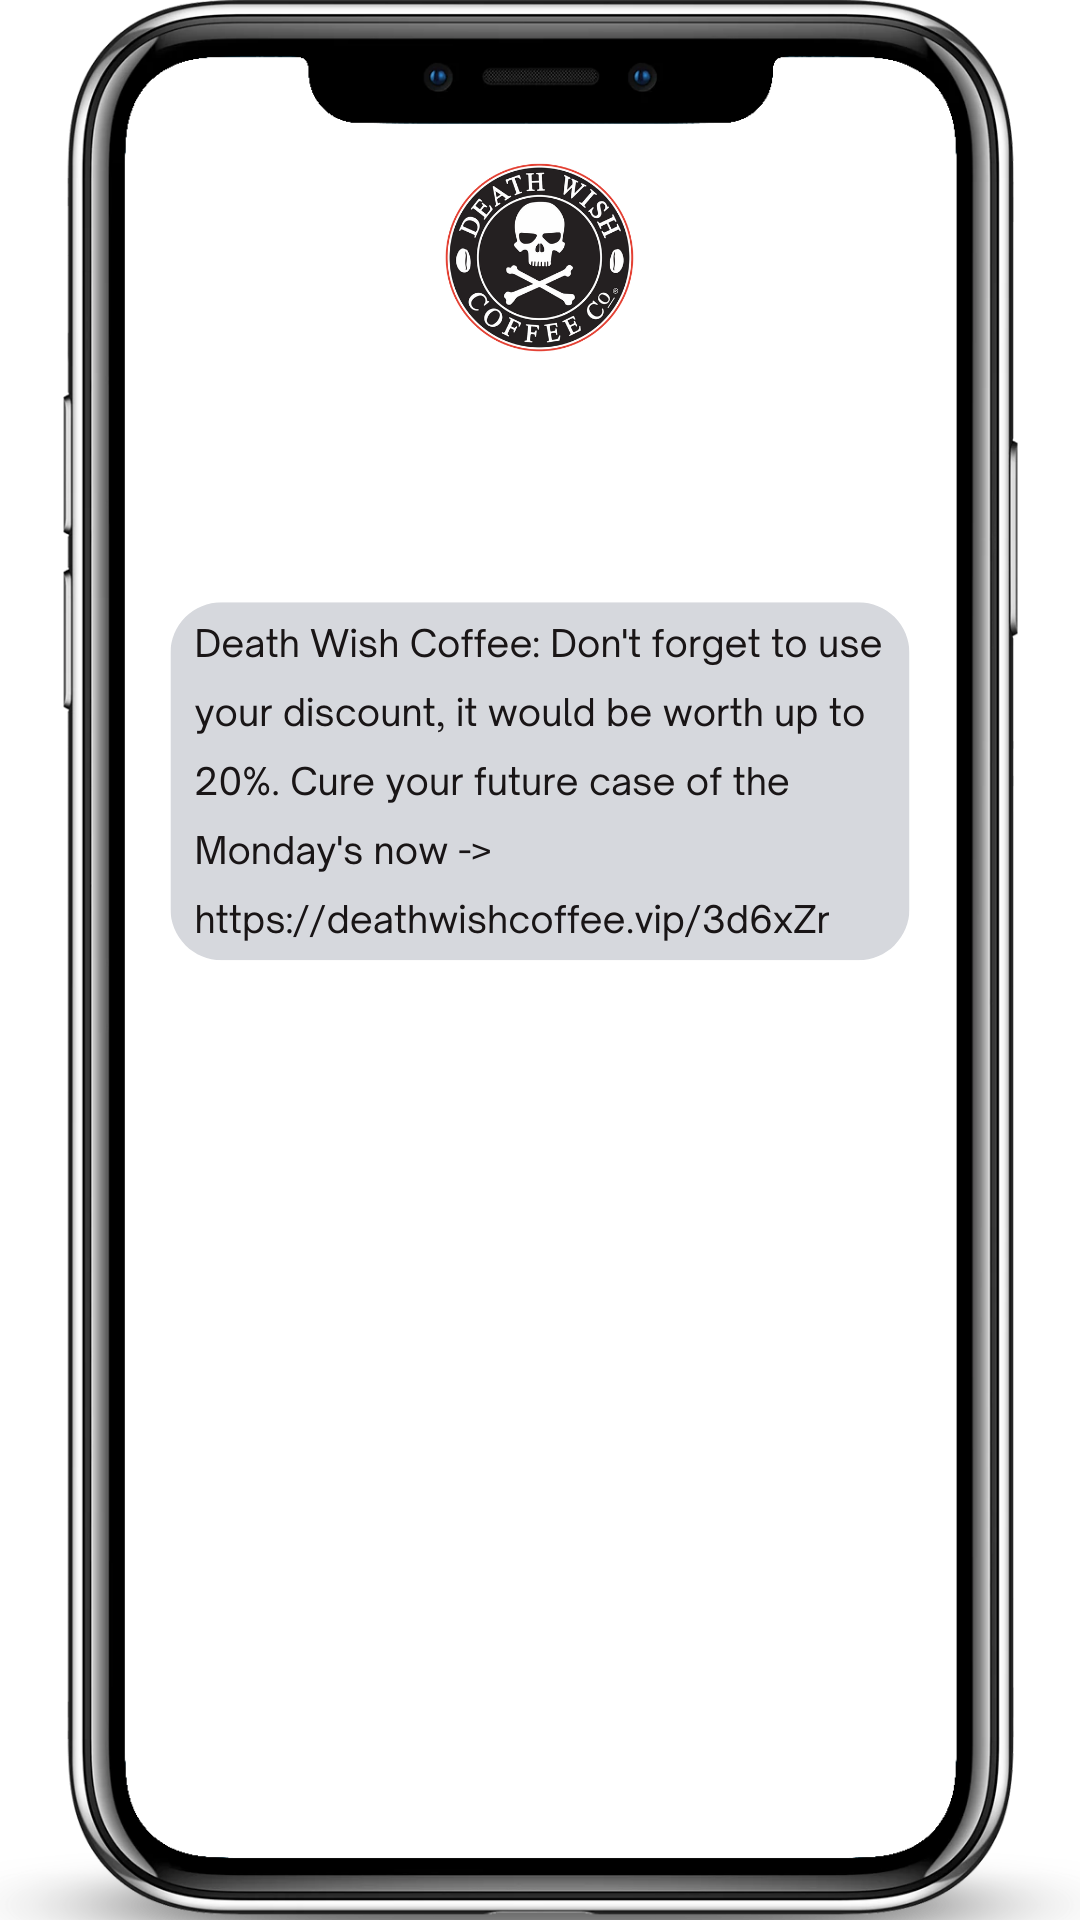 DEATH WISH
COFFEE CO.®
Death Wish Coffee: Don't forget to use
your discount, it would be worth up to
20%. Cure your future case of the
Monday's now ->
https://deathwishcoffee.vip/3d6xZr